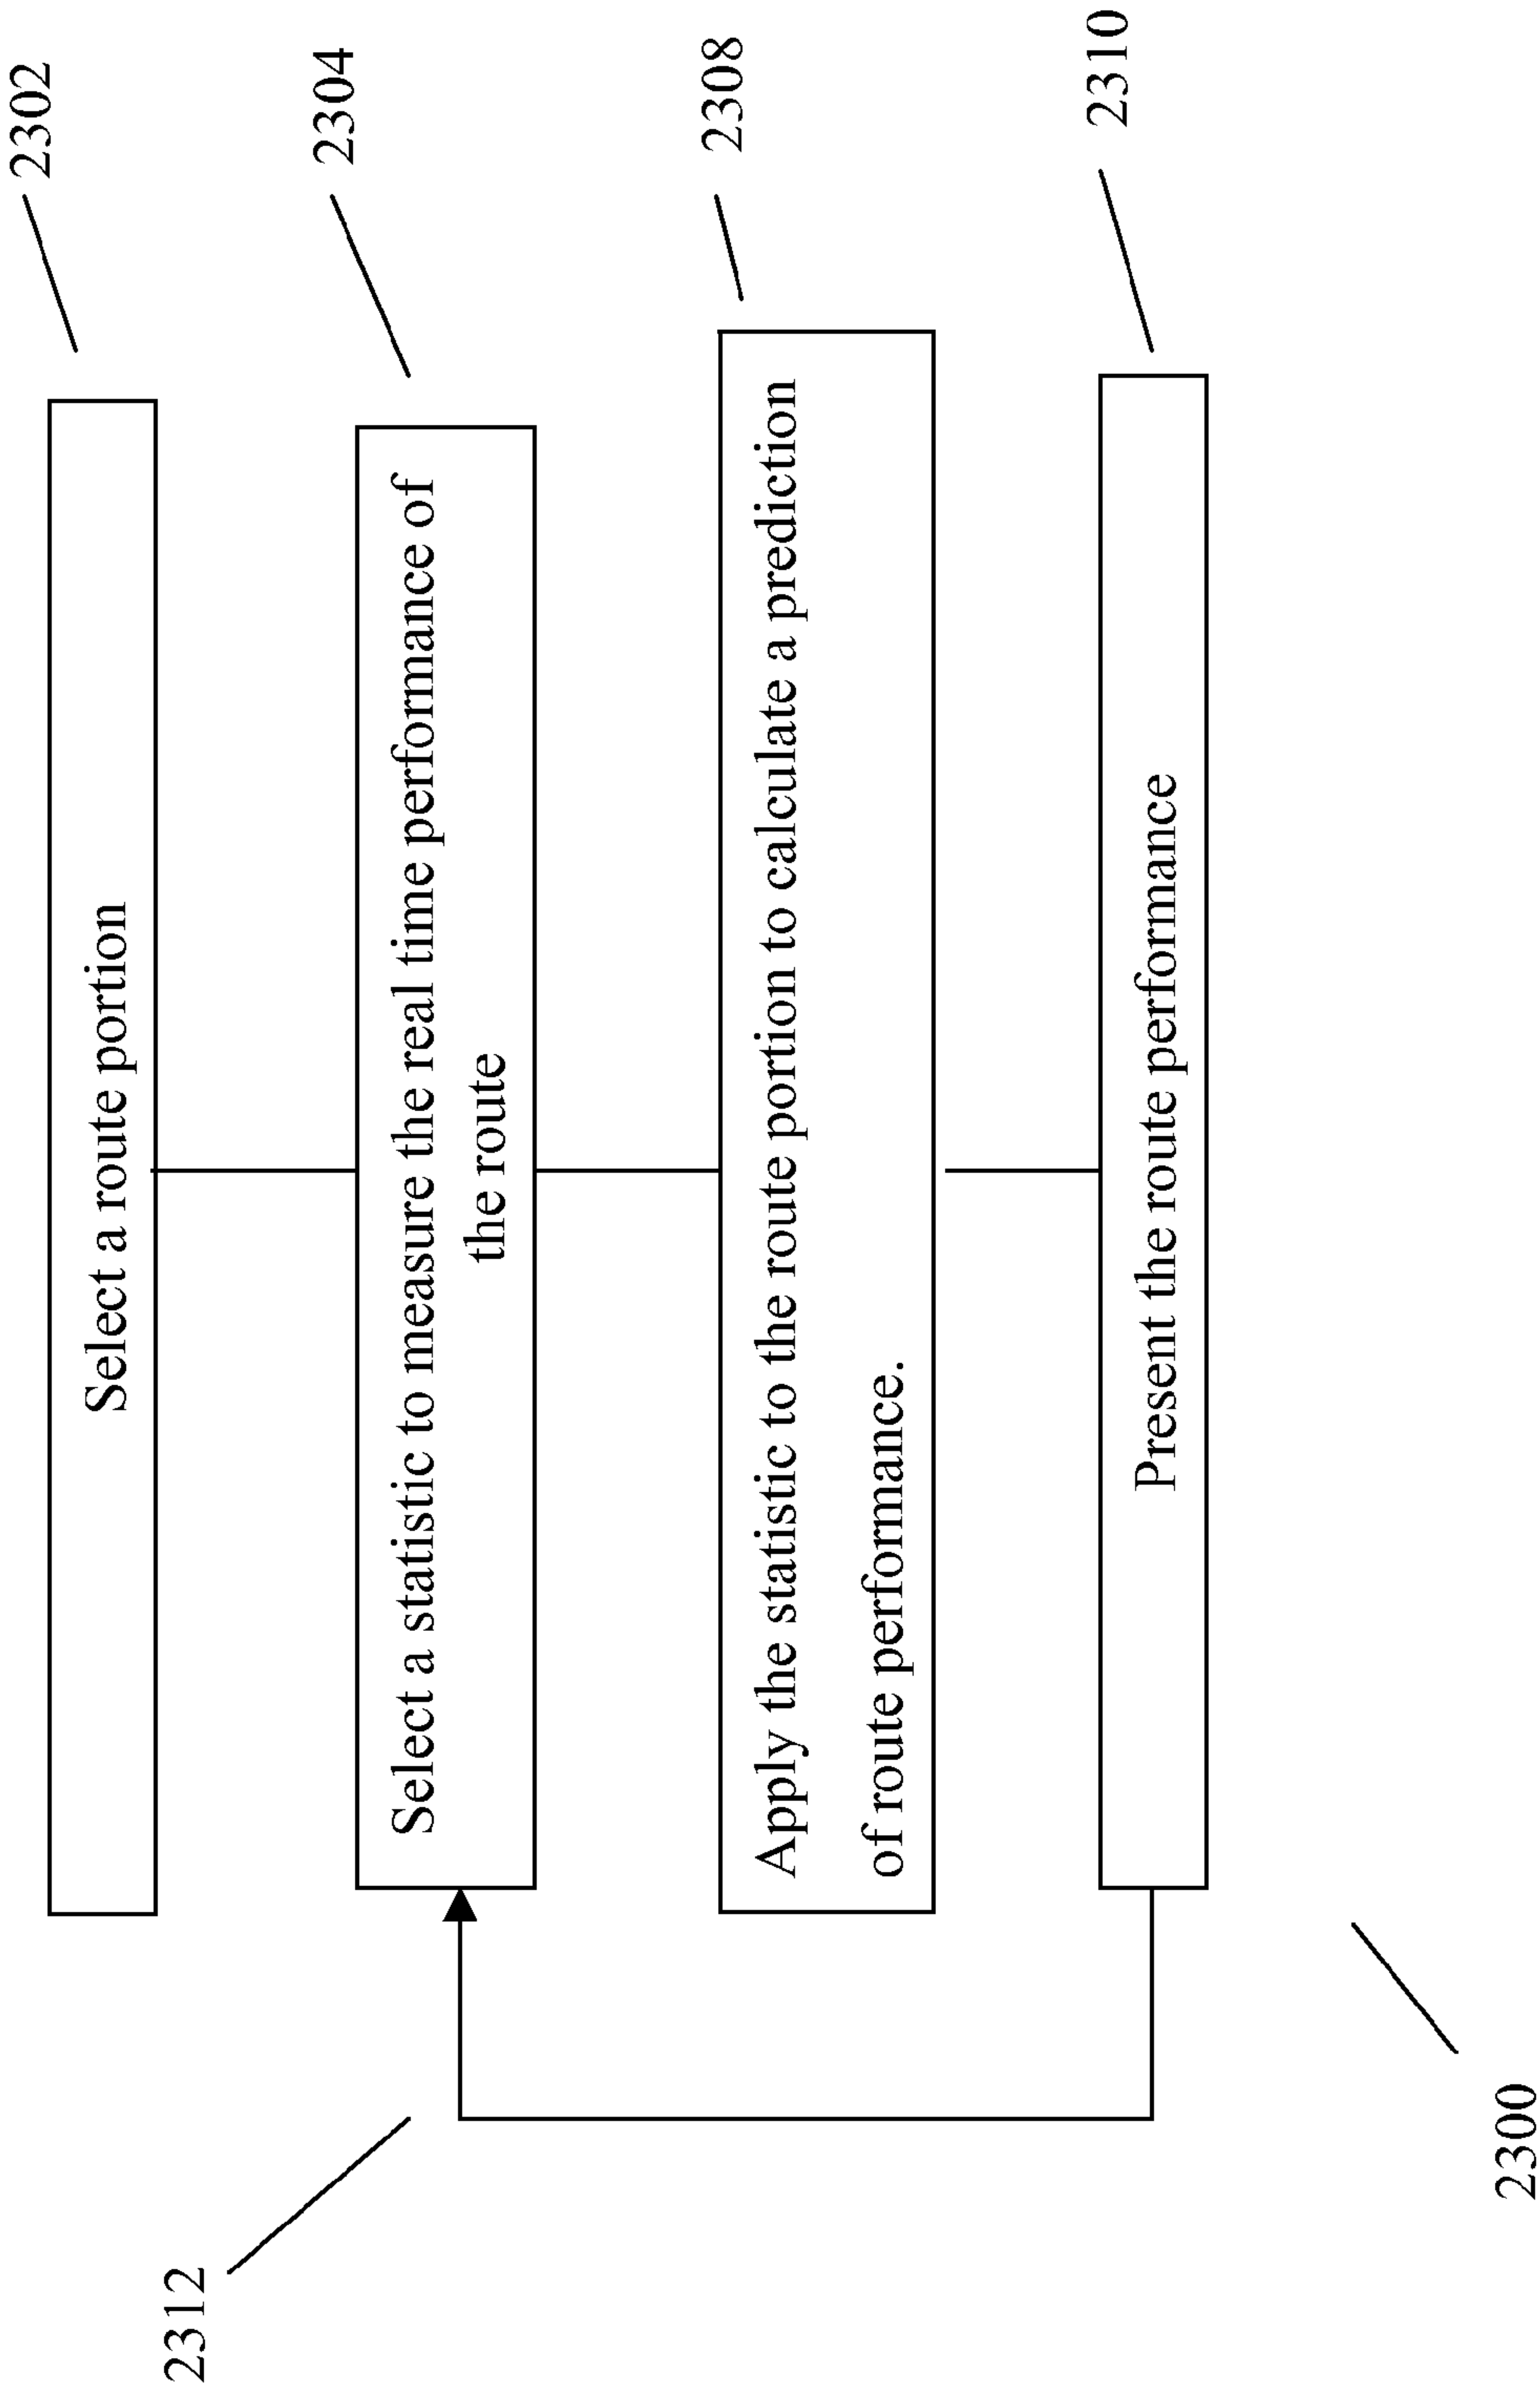 2302
Select a route portion
2304
Select a statistic to measure the real time performance of
the route
2308
Apply the statistic to the route portion to calculate a prediction
of route performance.
2310
Present the route performance
2312
2300